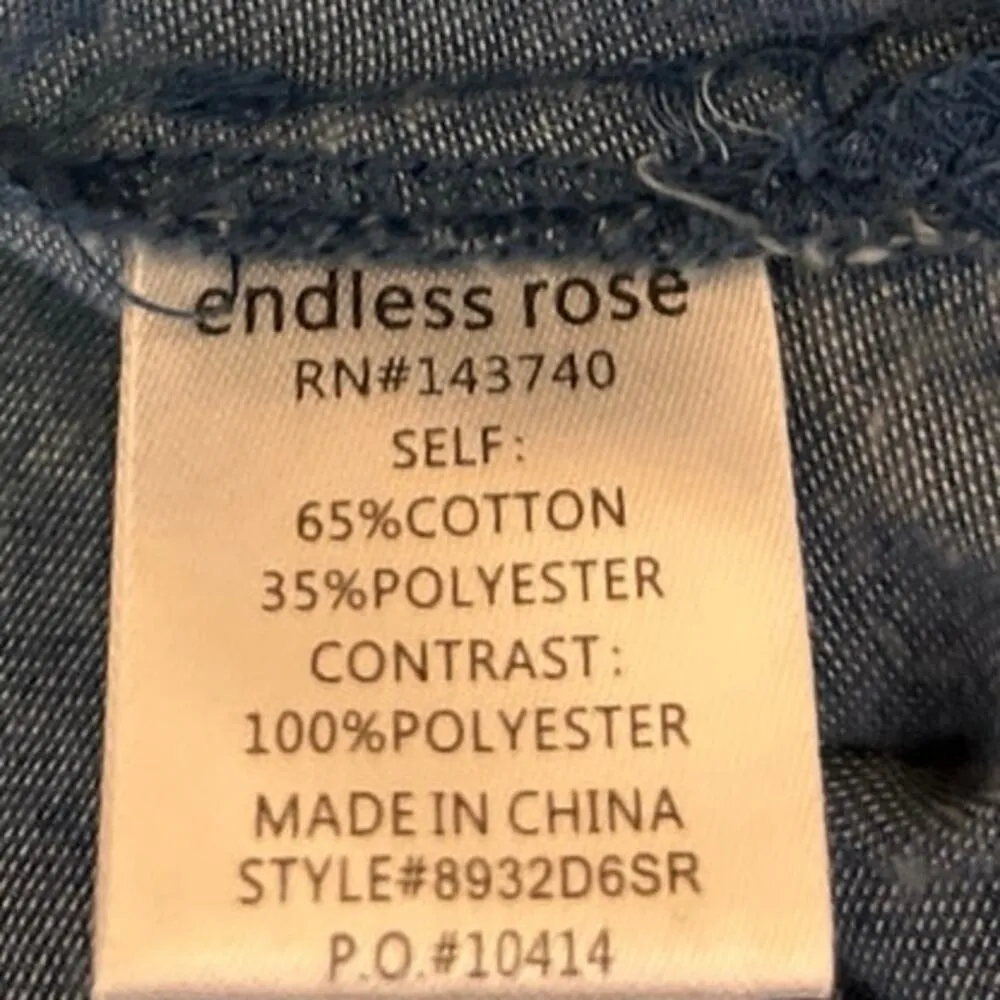 endless rose
RN#143740
SELF:
65%COTTON
35%POLYESTER
CONTRAST:
100%POLYESTER
MADE IN CHINA
STYLE#8932D6SR
P.O.#10414